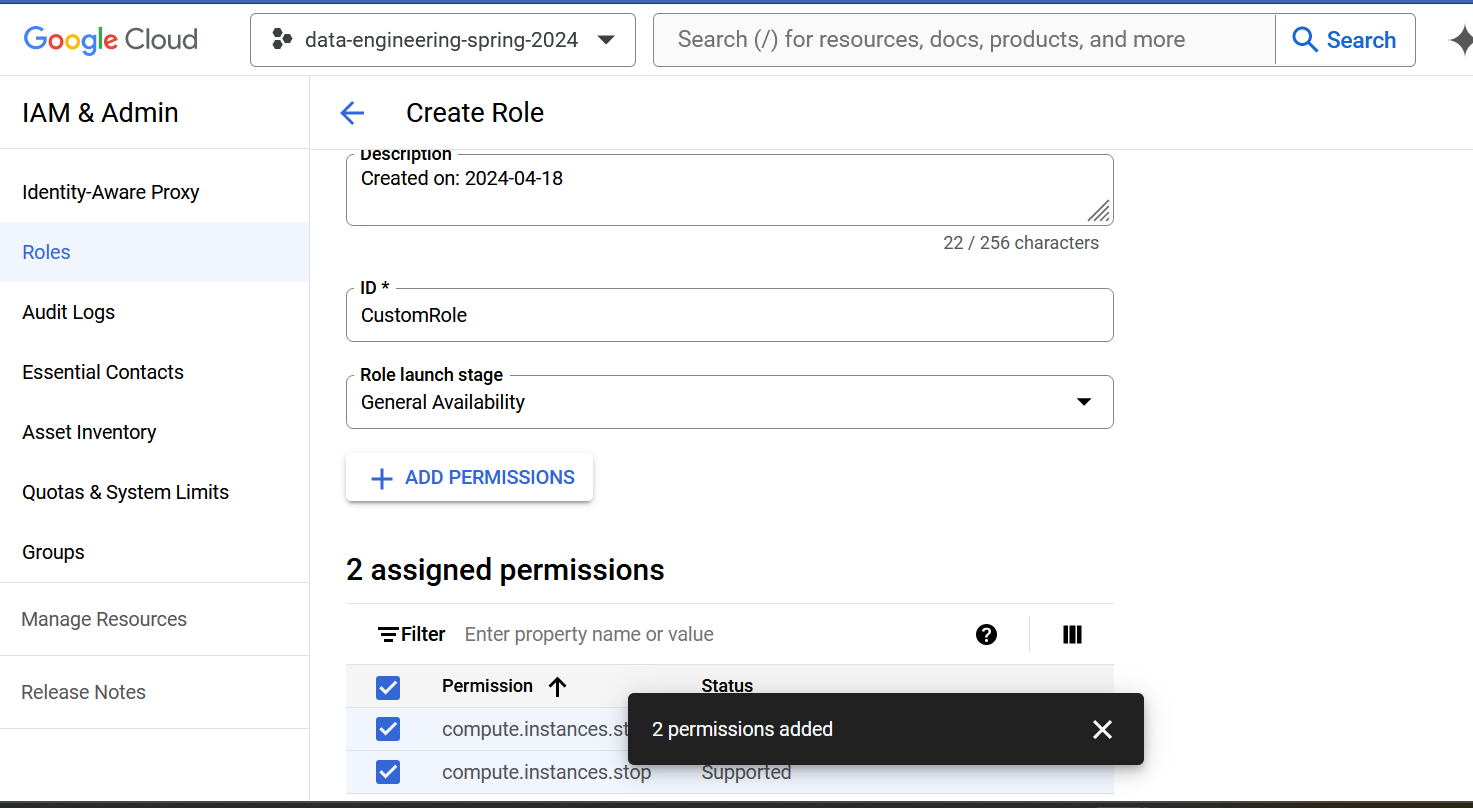 Google Cloud
data-engineering-spring-2024
Search (/) for resources, docs, products, and more
Search
IAM & Admin
Identity-Aware Proxy
Roles
Audit Logs
Essential Contacts
Asset Inventory
Quotas & System Limits
Groups
Manage Resources
Release Notes
Create Role
Description
Created on: 2024-04-18
22 / 256 characters
ID *
CustomRole
Role launch stage
General Availability
ADD PERMISSIONS
2 assigned permissions
Filter Enter property name or value
Permission Status
compute.instances.st
2 permissions added
compute.instances.stop Supported